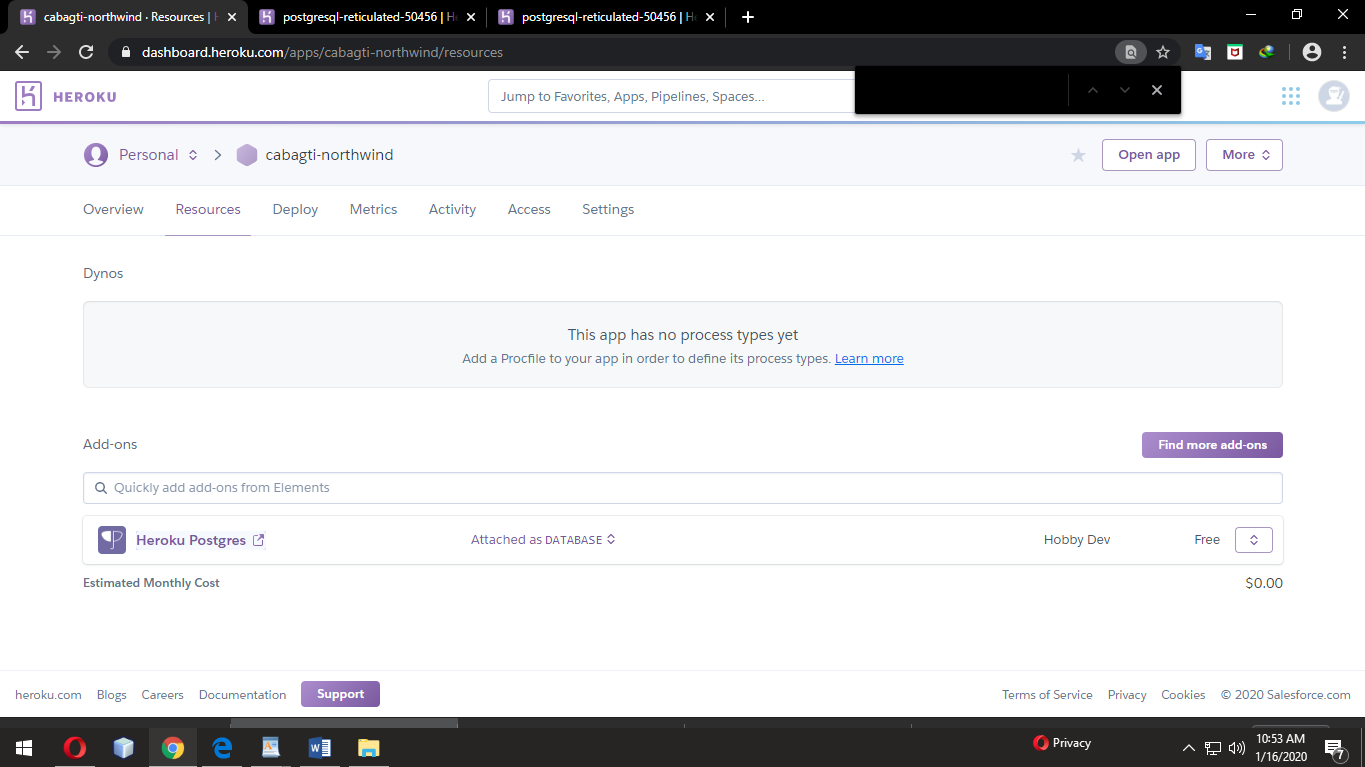 cabagti-northwind · Resources | H
postgresql-reticulated-50456 | He
postgresql-reticulated-50456 | He
dashboard.heroku.com/apps/cabagti-northwind/resources
HEROKU
Jump to Favorites, Apps, Pipelines, Spaces...
Personal
cabagti-northwind
Open app
More
Overview
Resources
Deploy
Metrics
Activity
Access
Settings
Dynos
This app has no process types yet
Add a Procfile to your app in order to define its process types. Learn more
Add-ons
Find more add-ons
Quickly add add-ons from Elements
Heroku Postgres
Attached as DATABASE
Hobby Dev
Free
Estimated Monthly Cost
$0.00
heroku.com
Blogs
Careers
Documentation
Support
Terms of Service
Privacy
Cookies
© 2020 Salesforce.com
Privacy
10:53 AM
1/16/2020
7